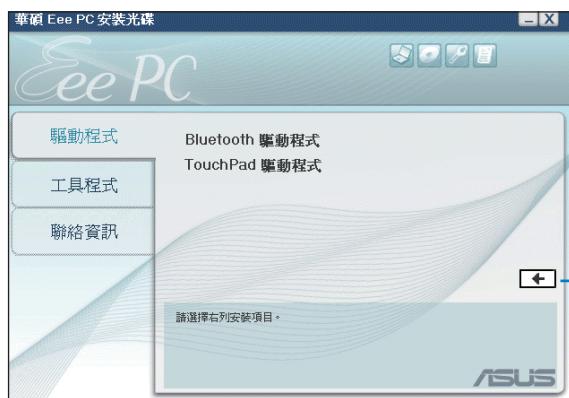 華碩 Eee PC 安裝光碟
Eee PC
驅動程式
工具程式
聯絡資訊
Bluetooth 驅動程式
TouchPad 驅動程式
請選擇右列安裝項目。
ASUS